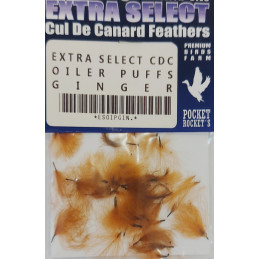 EXTRA SELECT
Cul De Canard Feathers
EXTRA SELECT CDC
OILER PUFFS
GINGER
*ESOIPGIN.*
PREMIUM
BIRDS
FARM
POCKET
ROCKET'S